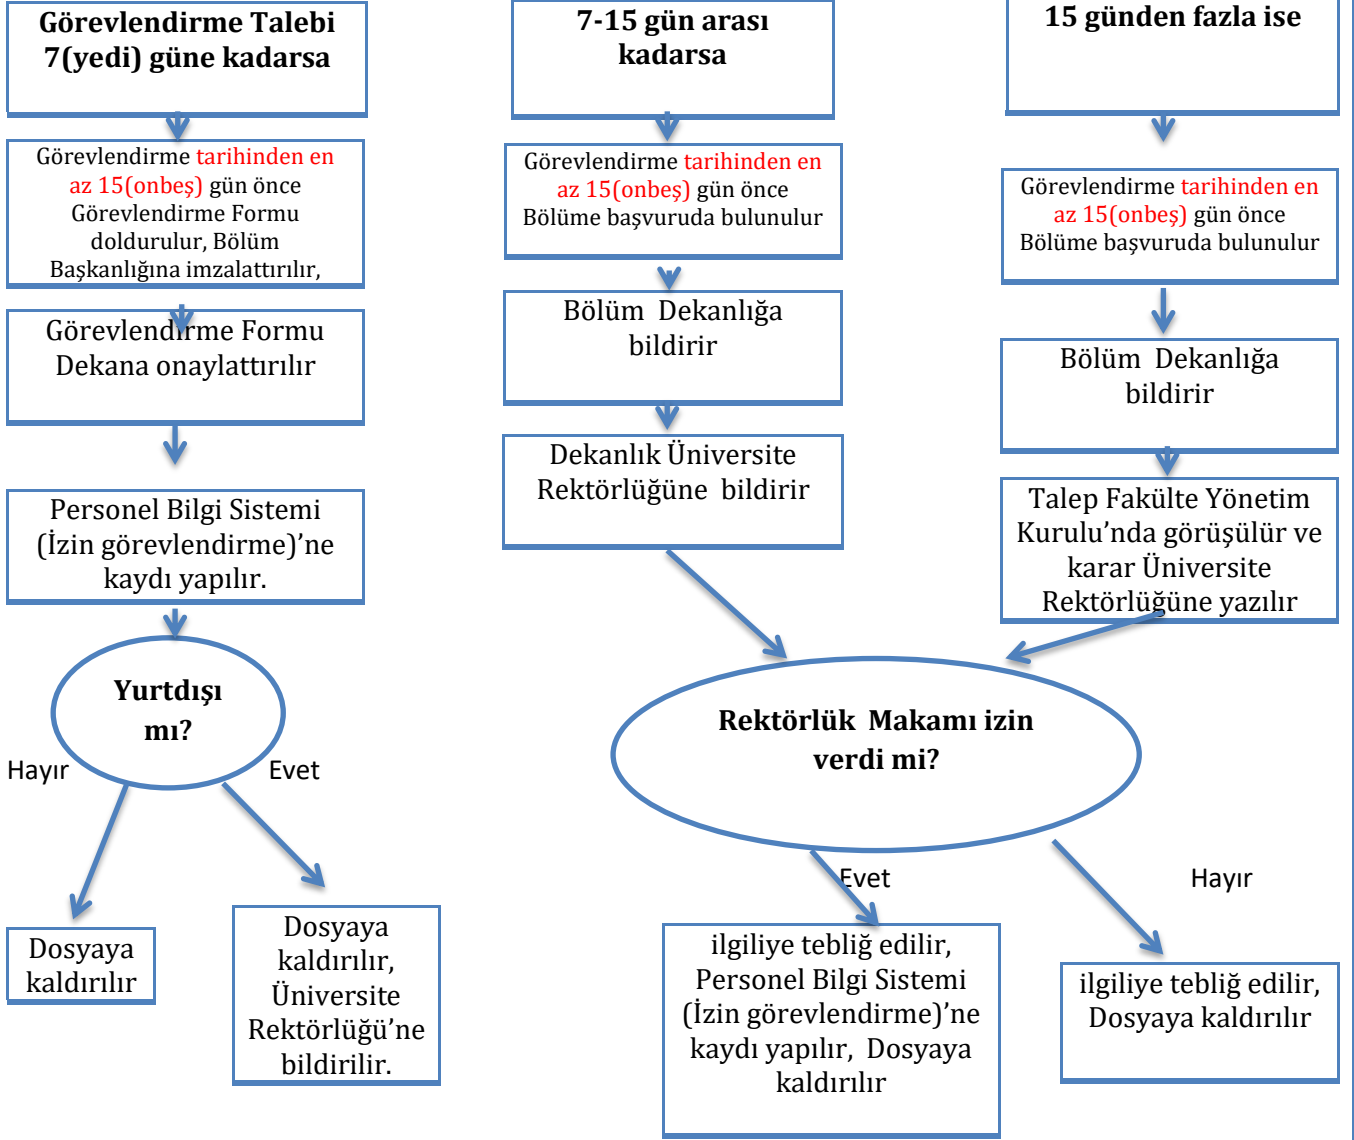 Görevlendirme Talebi
7(yedi) güne kadarsa
Görevlendirme tarihinden en
az 15(onbeş) gün önce
Görevlendirme Formu
doldurulur, Bölüm
Başkanlığına imzalattırılır,
Görevlendirme Formu
Dekana onaylattırılır
Personel Bilgi Sistemi
(İzin görevlendirme)’ne
kaydı yapılır.
Yurtdışı
mı?
Hayır
Evet
Dosyaya
kaldırılır
Dosyaya
kaldırılır,
Üniversite
Rektörlüğü’ne
bildirilir.
7-15 gün arası
kadarsa
Görevlendirme tarihinden en
az 15(onbeş) gün önce
Bölüme başvuruda bulunulur
Bölüm Dekanlığa
bildirir
Dekanlık Üniversite
Rektörlüğüne bildirir
15 günden fazla ise
Görevlendirme tarihinden en
az 15(onbeş) gün önce
Bölüme başvuruda bulunulur
Bölüm Dekanlığa
bildirir
Talep Fakülte Yönetim
Kurulu’nda görüşülür ve
karar Üniversite
Rektörlüğüne yazılır
Rektörlük Makamı izin
verdi mi?
Evet
Hayır
ilgiliye tebliğ edilir,
Personel Bilgi Sistemi
(İzin görevlendirme)’ne
kaydı yapılır, Dosyaya
kaldırılır
ilgiliye tebliğ edilir,
Dosyaya kaldırılır